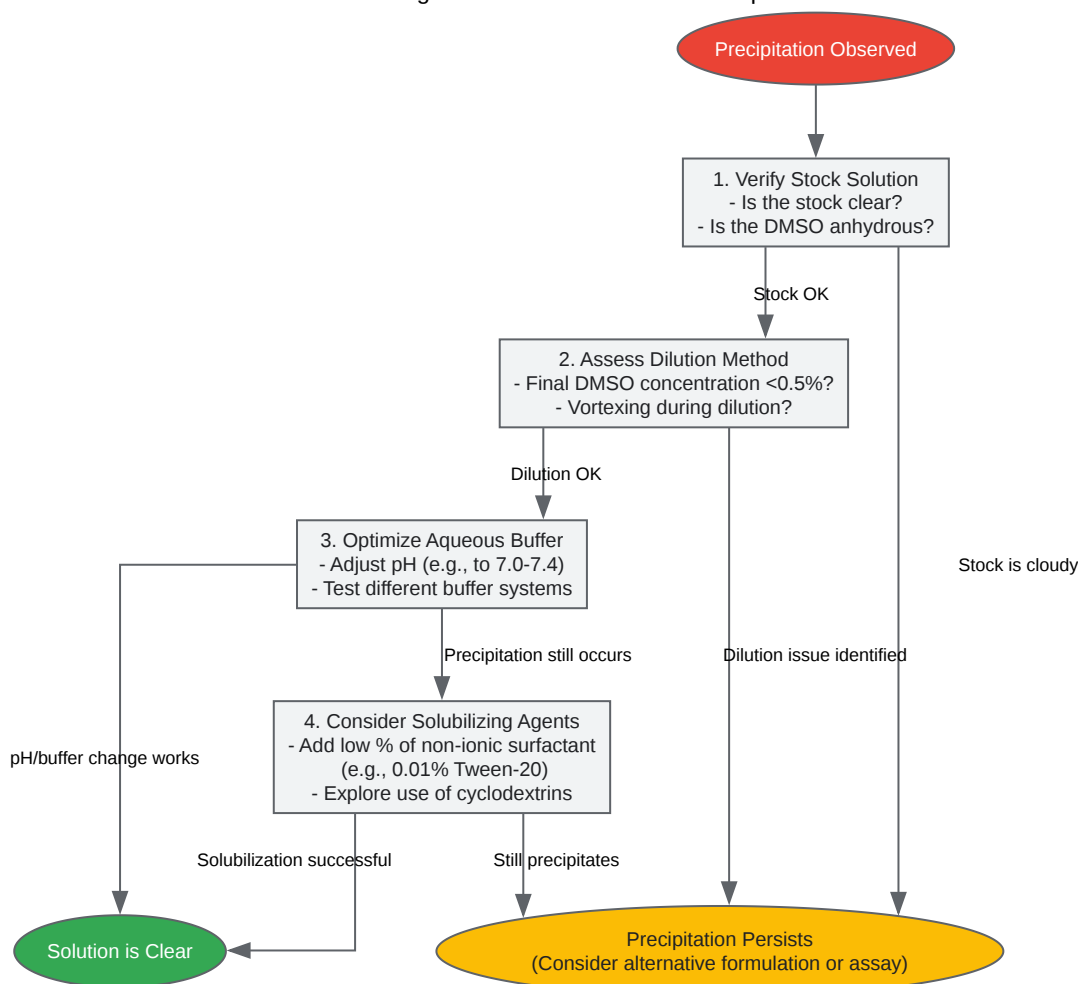 Precipitation Observed
1. Verify Stock Solution
- Is the stock clear?
- Is the DMSO anhydrous?
Stock OK
2. Assess Dilution Method
- Final DMSO concentration <0.5%?
- Vortexing during dilution?
Dilution OK
3. Optimize Aqueous Buffer
- Adjust pH (e.g., to 7.0-7.4)
- Test different buffer systems
Stock is cloudy
Precipitation still occurs
Dilution issue identified
4. Consider Solubilizing Agents
- Add low % of non-ionic surfactant
(e.g., 0.01% Tween-20)
- Explore use of cyclodextrins
pH/buffer change works
Solubilization successful
Still precipitates
Solution is Clear
Precipitation Persists
(Consider alternative formulation or assay)